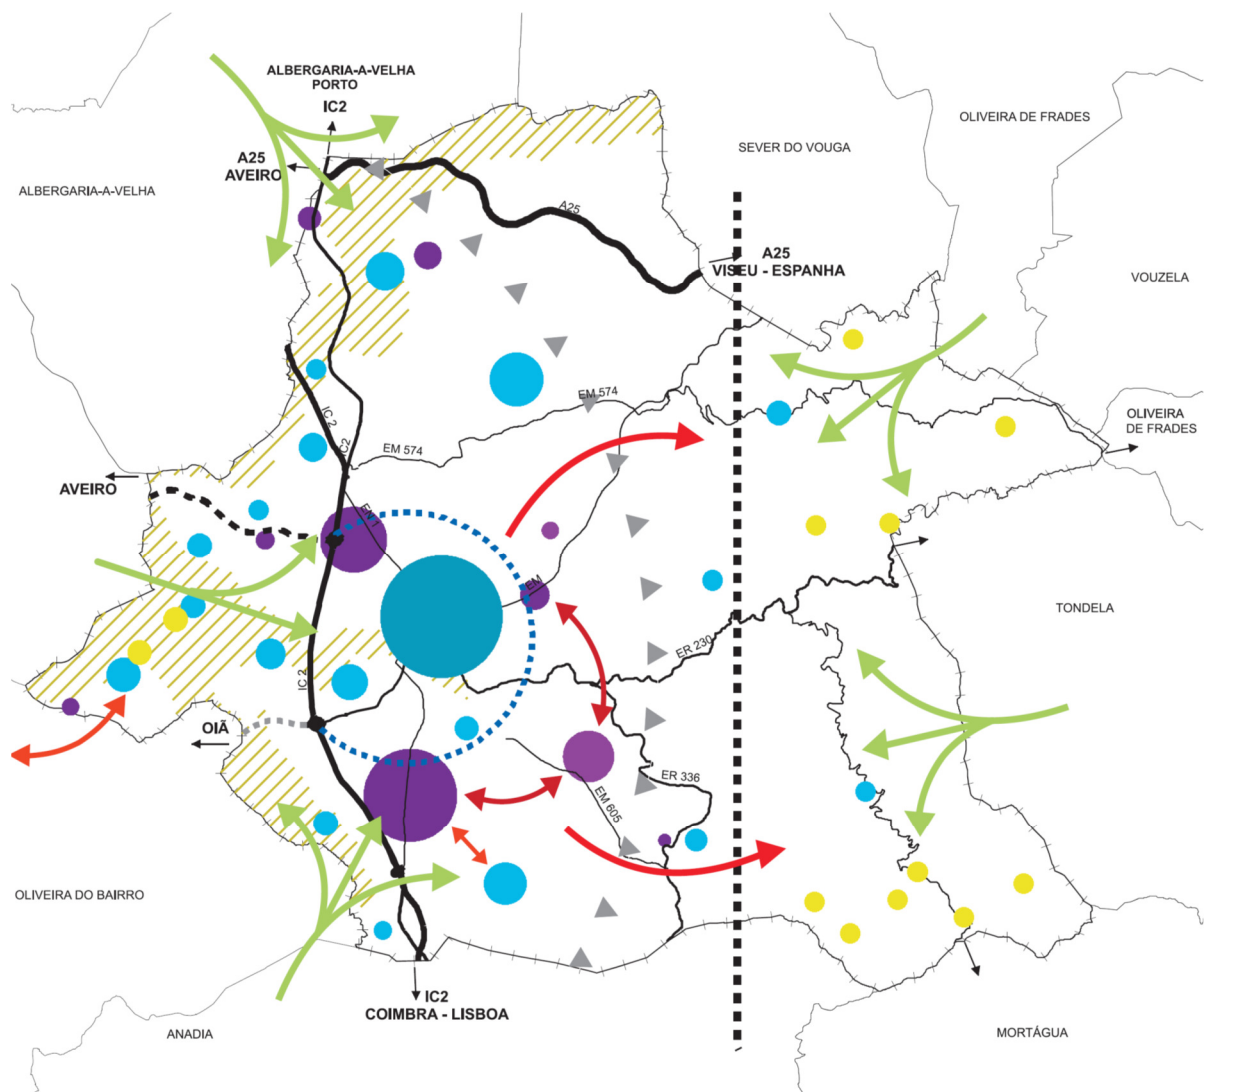 ALBERGARIA-A-VELHA
PORTO
IC2
OLIVEIRA DE FRADES
SEVER DO VOUGA
A25
AVEIRO
ALBERGARIA-A-VELHA
A25
A25
VISEU - ESPANHA
VOUZELA
EM 574
IC 2
OLIVEIRA
DE FRADES
IC2
EM 574
AVEIRO
EN 1
EM
TONDELA
ER 230
IC 2
OIÃ
ER 336
EM 605
OLIVEIRA DO BAIRRO
IC2
COIMBRA - LISBOA
ANADIA
MORTÁGUA